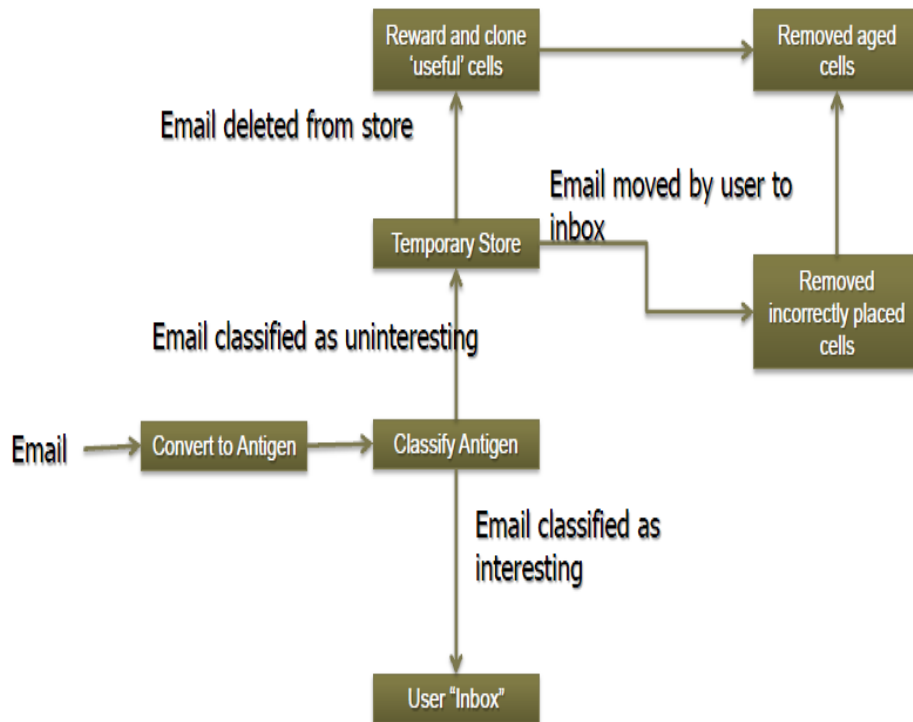 Reward and clone
‘useful’ cells
Removed aged
cells
Email deleted from store
Email moved by user to
inbox
Temporary Store
Removed
incorrectly placed
cells
Email classified as uninteresting
Email
Convert to Antigen
Classify Antigen
Email classified as
interesting
User “Inbox”